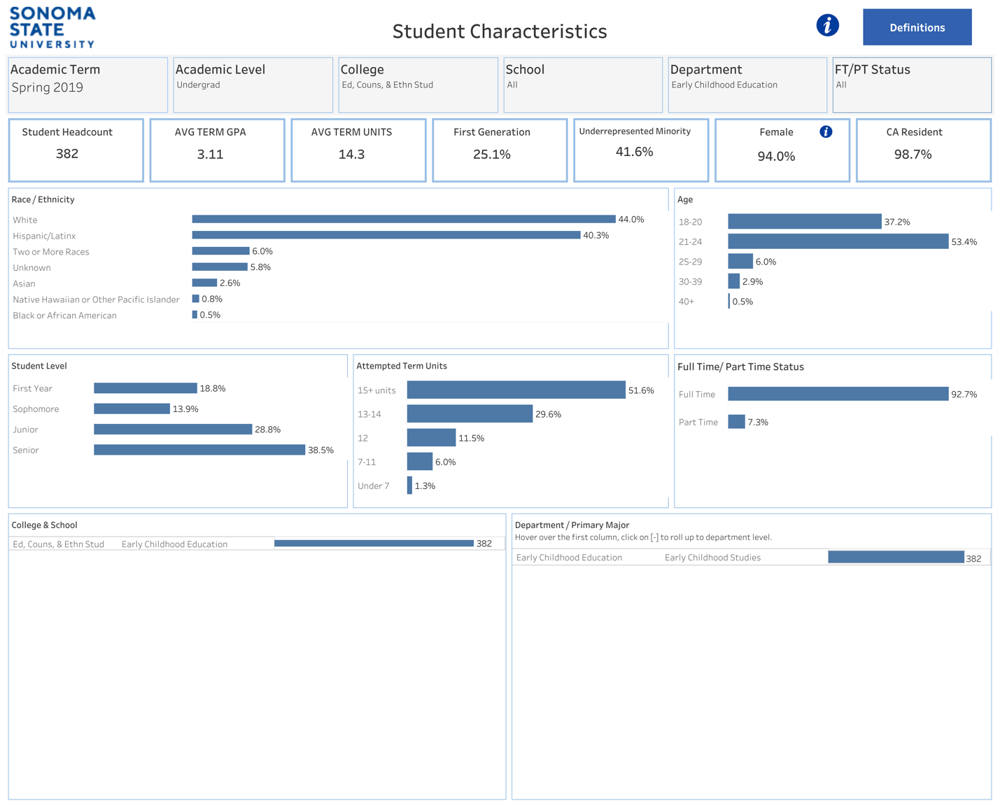 SONOMA
STATE
UNIVERSITY
Student Characteristics
i
Definitions
Academic Term
Spring 2019
Academic Level
Undergrad
College
Ed, Couns, & Ethn Stud
School
All
Department
Early Childhood Education
FT/PT Status
All
Student Headcount
382
AVG TERM GPA
3.11
AVG TERM UNITS
14.3
First Generation
25.1%
Underrepresented Minority
41.6%
Female
i
94.0%
CA Resident
98.7%
Race / Ethnicity
White 44.0%
Hispanic/Latinx 40.3%
Two or More Races 6.0%
Unknown 5.8%
Asian 2.6%
Native Hawaiian or Other Pacific Islander 0.8%
Black or African American 0.5%
Age
18-20 37.2%
21-24 53.4%
25-29 6.0%
30-39 2.9%
40+ 0.5%
Student Level
First Year 18.8%
Sophomore 13.9%
Junior 28.8%
Senior 38.5%
Attempted Term Units
15+ units 51.6%
13-14 29.6%
12 11.5%
7-11 6.0%
Under 7 1.3%
Full Time/ Part Time Status
Full Time 92.7%
Part Time 7.3%
College & School
Ed, Couns, & Ethn Stud Early Childhood Education 382
Department / Primary Major
Hover over the first column, click on [-] to roll up to department level.
Early Childhood Education Early Childhood Studies 382